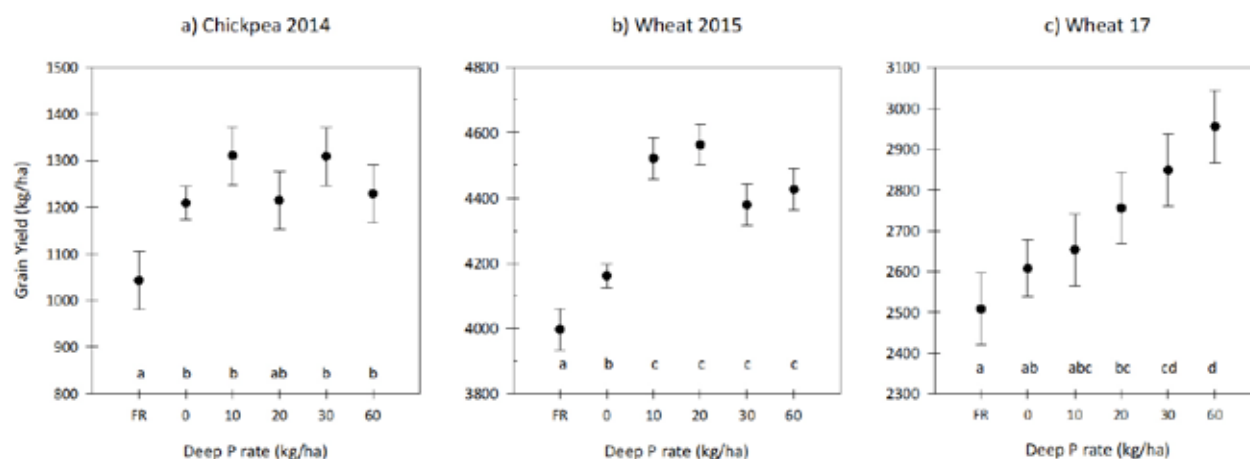 a) Chickpea 2014
b) Wheat 2015
c) Wheat 17
Grain Yield (kg/ha)
1500
1400
1300
1200
1100
1000
900
800
a b b ab b b
FR 0 10 20 30 60
Deep P rate (kg/ha)
4800
4600
4400
4200
4000
3800
a b c c c c
FR 0 10 20 30 60
Deep P rate (kg/ha)
3100
3000
2900
2800
2700
2600
2500
2400
2300
a ab abc bc cd d
FR 0 10 20 30 60
Deep P rate (kg/ha)